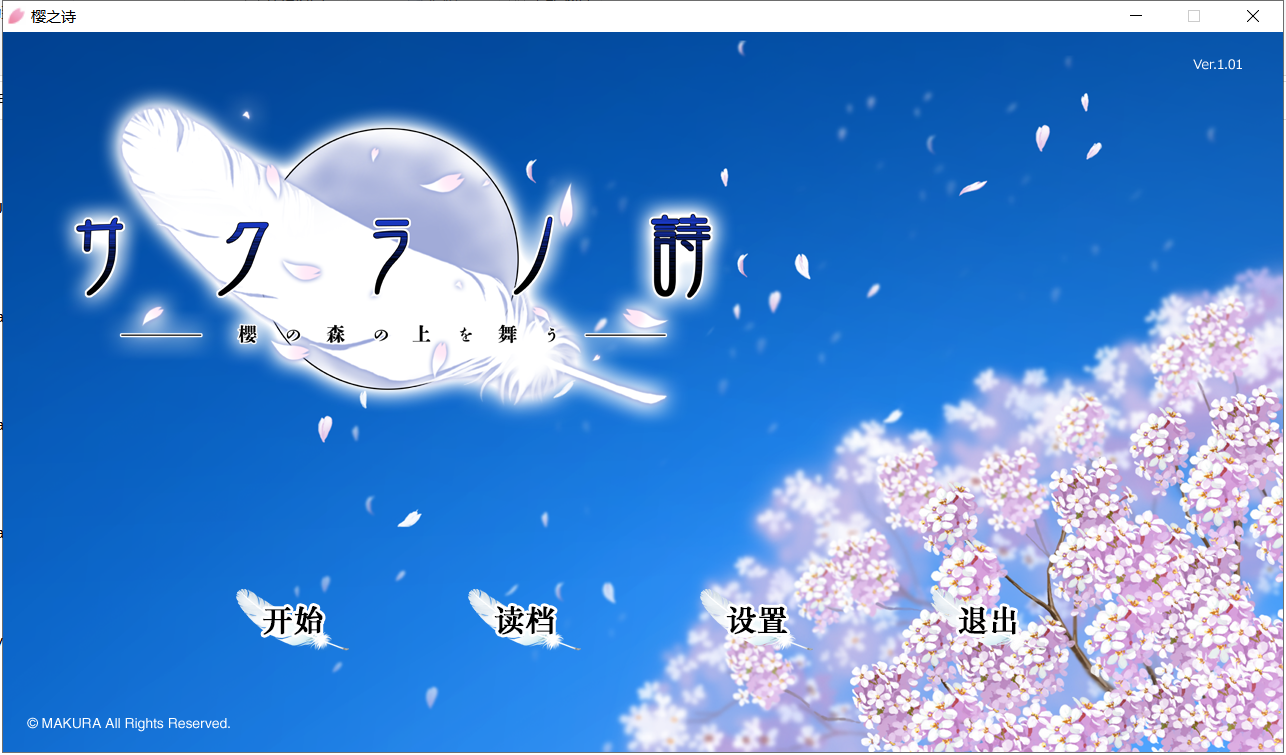 樱之诗
Ver.1.01
サクラノ詩
櫻の森の上を舞う
开始 读档 设置 退出
© MAKURA All Rights Reserved.